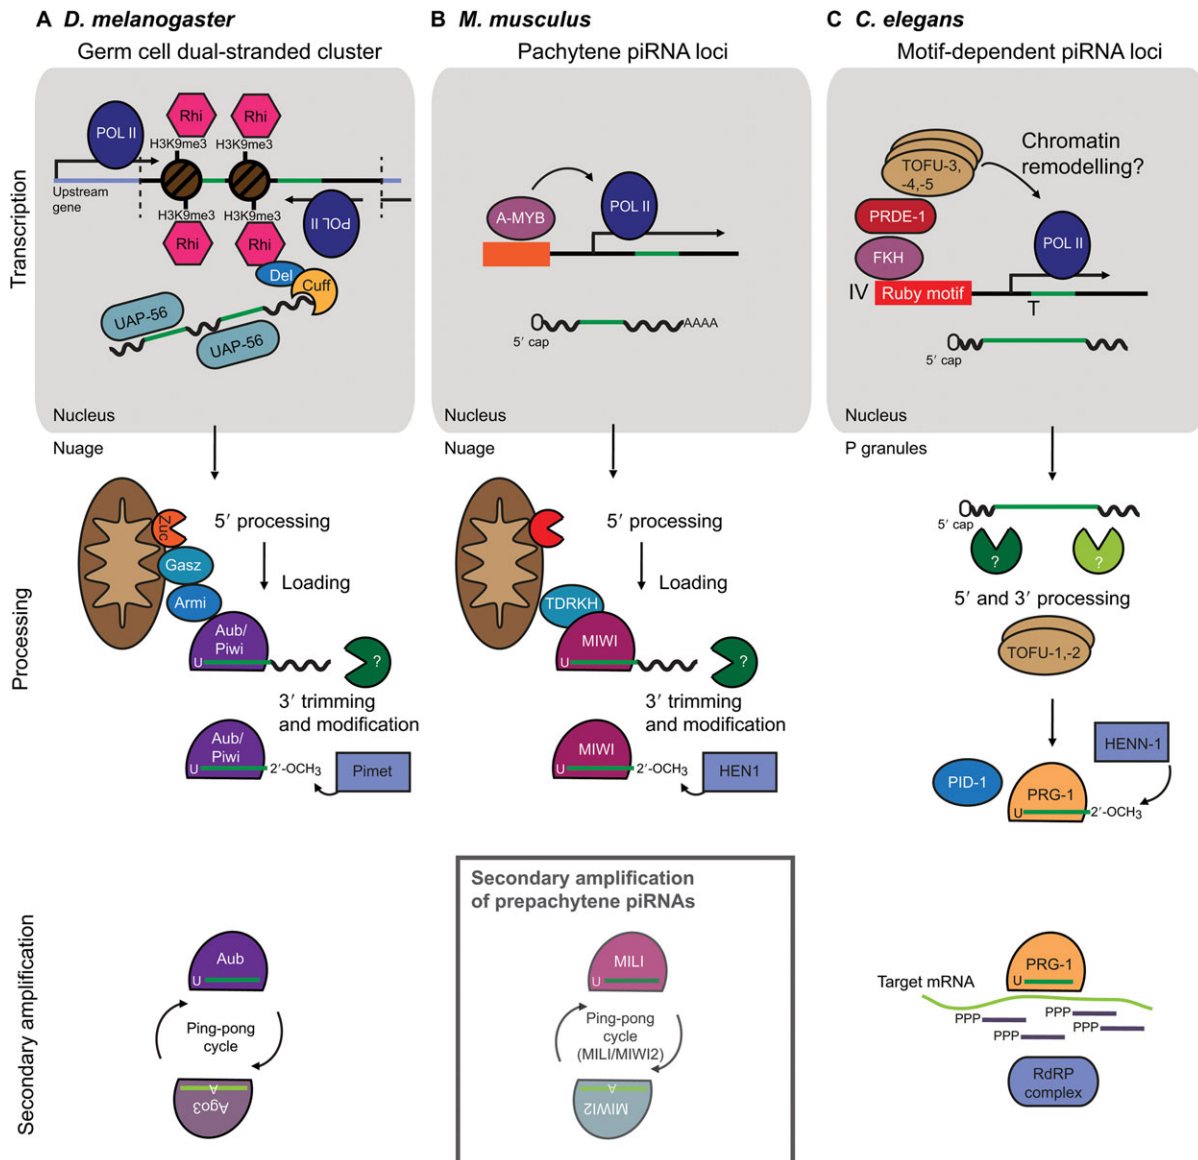 A D. melanogaster
Germ cell dual-stranded cluster
B M. musculus
Pachytene piRNA loci
C C. elegans
Motif-dependent piRNA loci
Transcription
POL II
Rhi
Rhi
H3K9me3
H3K9me3
Upstream
gene
H3K9me3
H3K9me3
Rhi
Rhi
POL II
Del
Cuff
UAP-56
UAP-56
Nucleus
Nuage
A-MYB
POL II
AAAA
5′ cap
Nucleus
Nuage
TOFU-3,
-4,-5
Chromatin
remodelling?
PRDE-1
FKH
POL II
IV
Ruby motif
T
5′ cap
Nucleus
P granules
Processing
Zuc
5′ processing
Gasz
Loading
Armi
Aub/
Piwi
U
?
3′ trimming
and modification
Aub/
Piwi
U
2′-OCH3
Pimet
5′ processing
Loading
TDRKH
MIWI
U
?
3′ trimming
and modification
MIWI
U
2′-OCH3
HEN1
5′ cap
?
?
5′ and 3′ processing
TOFU-1,-2
HENN-1
PID-1
PRG-1
U
2′-OCH3
Secondary amplification
Aub
U
Ping-pong
cycle
A
Ago3
Secondary amplification
of prepachytene piRNAs
MILI
U
Ping-pong
cycle
(MILI/MIWI2)
A
MIWI2
PRG-1
U
Target mRNA
PPP
PPP
PPP
PPP
RdRP
complex